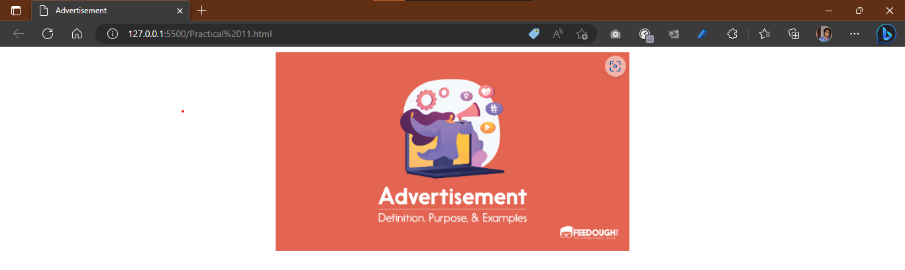 Advertisement
127.0.0.1:5500/Practical%2011.html
#
Advertisement
Definition, Purpose, & Examples
FEEDOUGH!